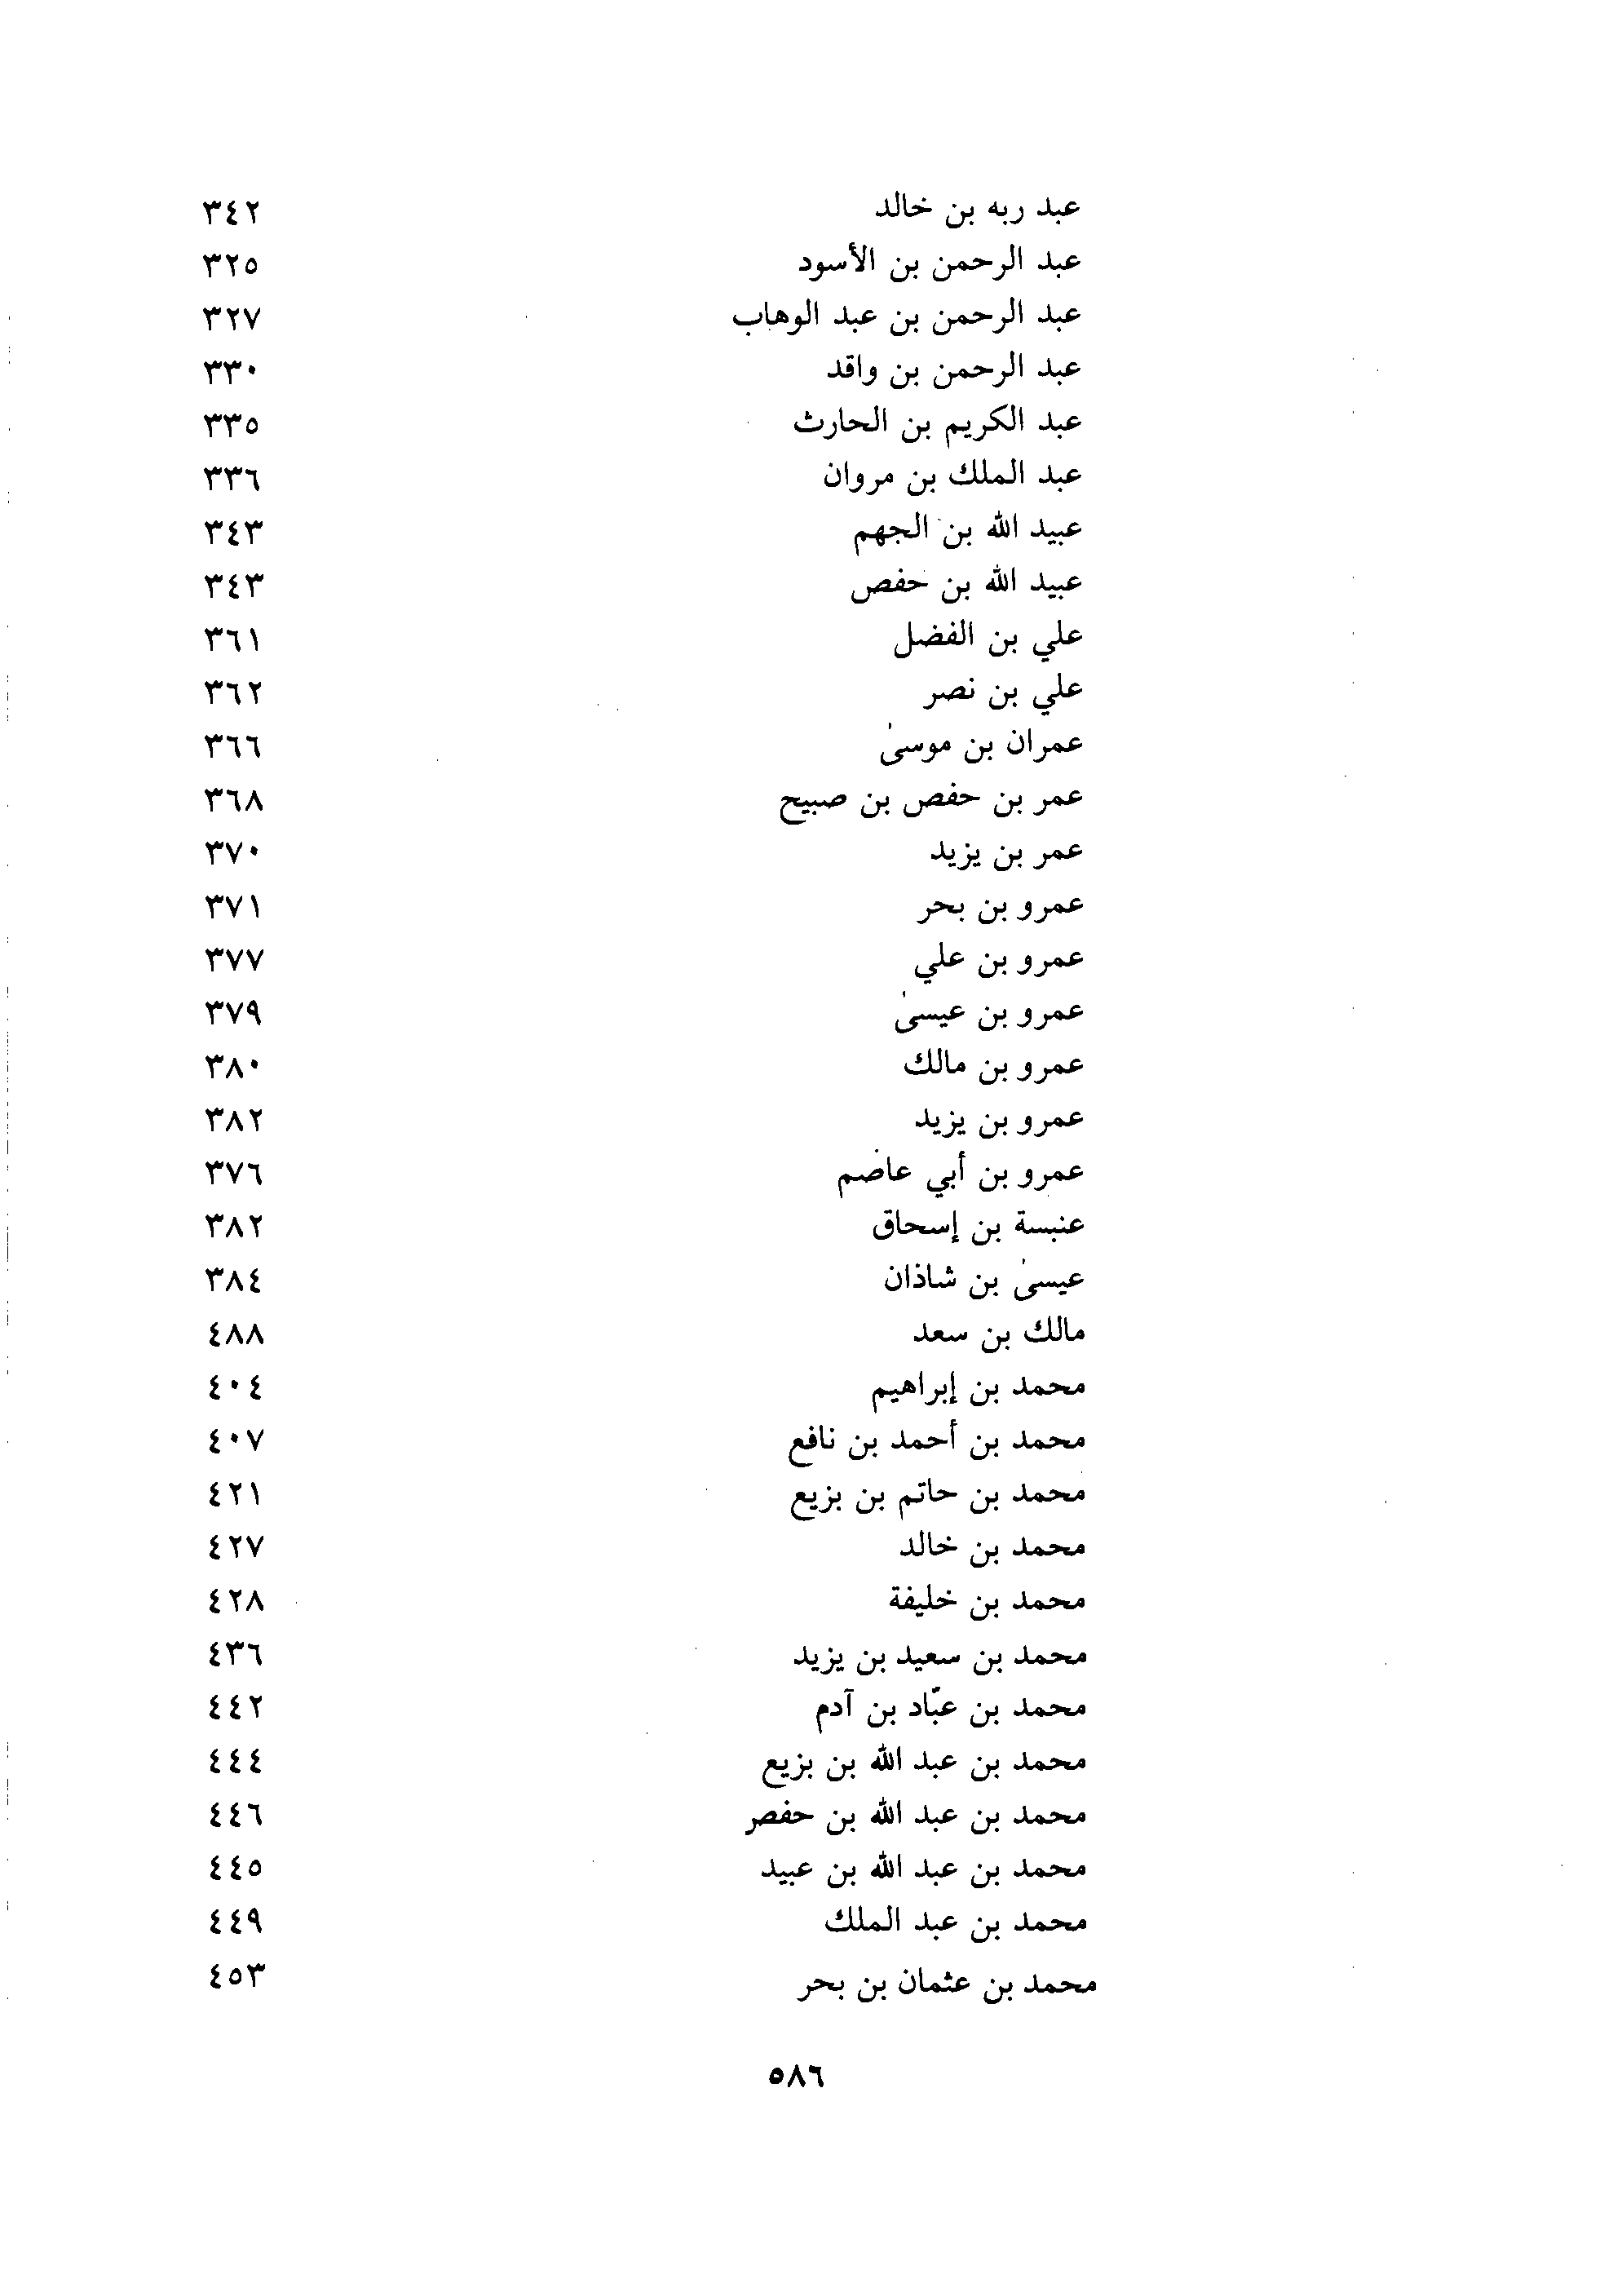 عبد ربه بن خالد ٣٤٢
عبد الرحمن بن الأسود ٣٢٥
عبد الرحمن بن عبد الوهاب ٣٢٧
عبد الرحمن بن واقد ٣٣٠
عبد الكريم بن الحارث ٣٣٥
عبد الملك بن مروان ٣٣٦
عبيد الله بن الجهم ٣٤٣
عبيد الله بن حفص ٣٤٣
علي بن الفضل ٣٦١
علي بن نصر ٣٦٢
عمران بن موسىٰ ٣٦٦
عمر بن حفص بن صبيح ٣٦٨
عمر بن يزيد ٣٧٠
عمرو بن بحر ٣٧١
عمرو بن علي ٣٧٧
عمرو بن عيسىٰ ٣٧٩
عمرو بن مالك ٣٨٠
عمرو بن يزيد ٣٨٢
عمرو بن أبي عاصم ٣٧٦
عنبسة بن إسحاق ٣٨٢
عيسىٰ بن شاذان ٣٨٤
مالك بن سعد ٤٨٨
محمد بن إبراهيم ٤٠٤
محمد بن أحمد بن نافع ٤٠٧
محمد بن حاتم بن بزيع ٤٢١
محمد بن خالد ٤٢٧
محمد بن خليفة ٤٢٨
محمد بن سعيد بن يزيد ٤٣٦
محمد بن عبّاد بن آدم ٤٤٢
محمد بن عبد الله بن بزيع ٤٤٤
محمد بن عبد الله بن حفص ٤٤٦
محمد بن عبد الله بن عبيد ٤٤٥
محمد بن عبد الملك ٤٤٩
محمد بن عثمان بن بحر ٤٥٣
٥٨٦